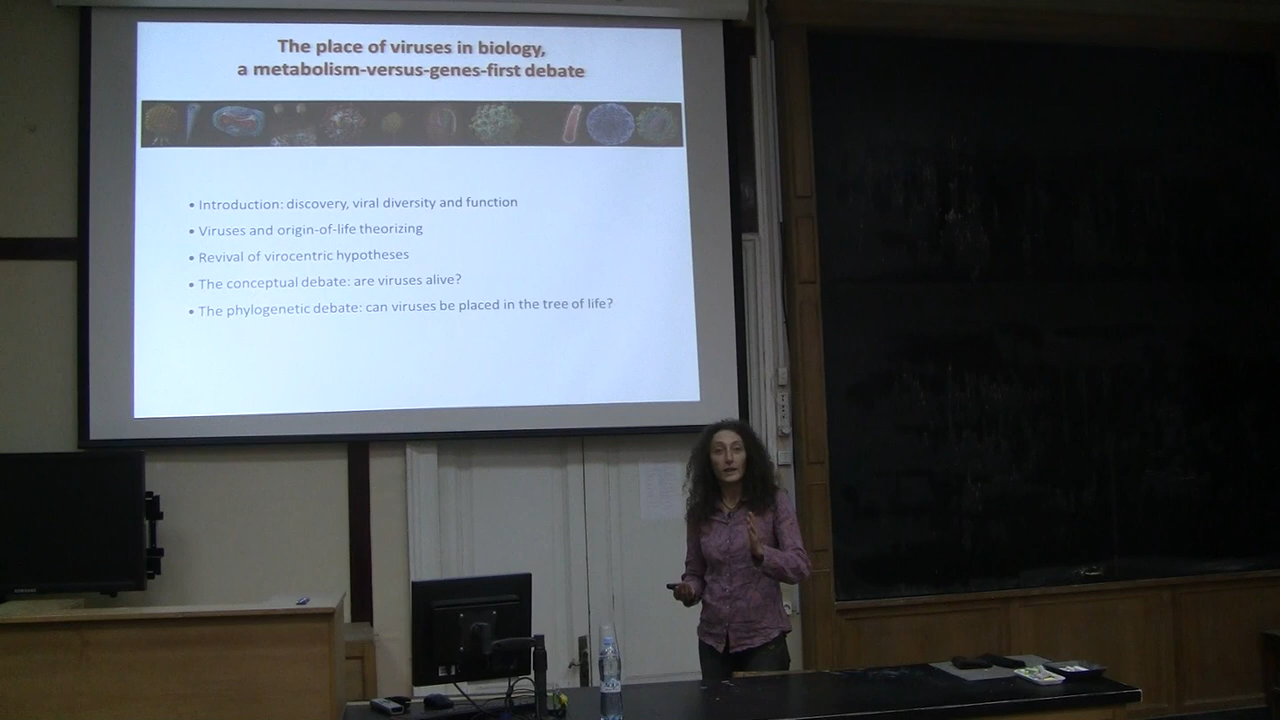 The place of viruses in biology,
a metabolism-versus-genes-first debate
• Introduction: discovery, viral diversity and function
• Viruses and origin-of-life theorizing
• Revival of virocentric hypotheses
• The conceptual debate: are viruses alive?
• The phylogenetic debate: can viruses be placed in the tree of life?
SAMSUNG